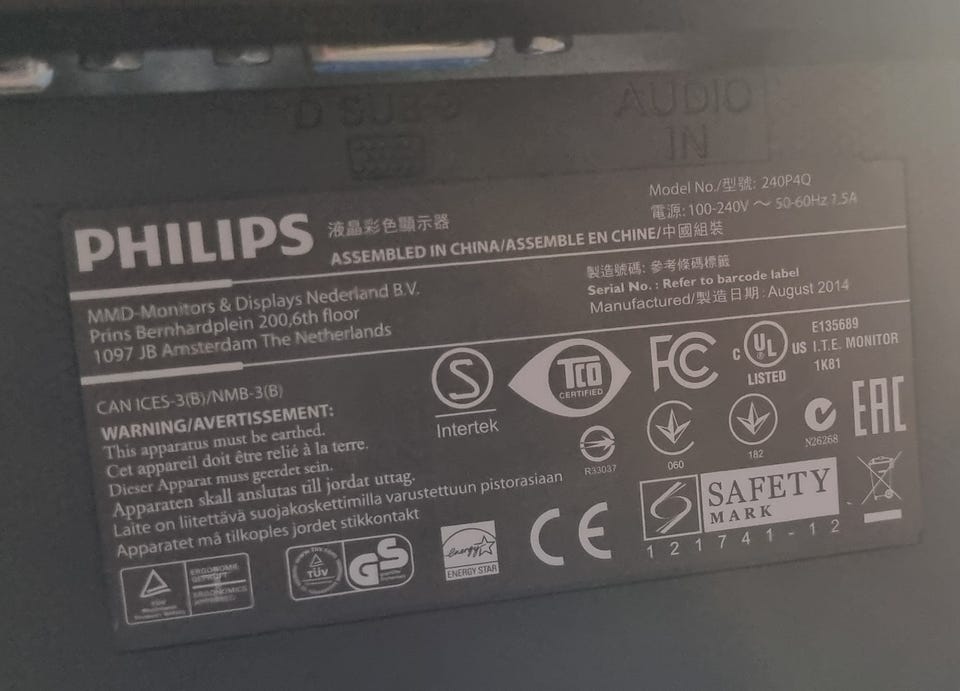 D SUB
AUDIO
IN
PHILIPS 液晶彩色顯示器
ASSEMBLED IN CHINA/ASSEMBLE EN CHINE/中國組裝
Model No./型號: 240P4Q
電源: 100-240V ~ 50-60Hz 1.5A
MMD-Monitors & Displays Nederland B.V.
Prins Bernhardplein 200,6th floor
1097 JB Amsterdam The Netherlands
製造號碼: 參考條碼標籤
Serial No. : Refer to barcode label
Manufactured/製造日期: August 2014
CAN ICES-3(B)/NMB-3(B)
WARNING/AVERTISSEMENT:
This apparatus must be earthed.
Cet appareil doit être relié à la terre.
Dieser Apparat muss geerdet sein.
Apparaten skall anslutas till jordat uttag.
Laite on liitettävä suojakoskettimilla varustettuun pistorasiaan
Apparatet må tilkoples jordet stikkontakt
S
Intertek
TCO
CERTIFIED
FC
C UL US
®
LISTED
E135689
I.T.E. MONITOR
1K81
R33037
060
182
N26268
EAC
TÜV
ERGONOMIE
GEPRÜFT
ERGONOMICS
APPROVED
TÜV
GS
energy
ENERGY STAR
CE
S
SAFETY
MARK
121741-12